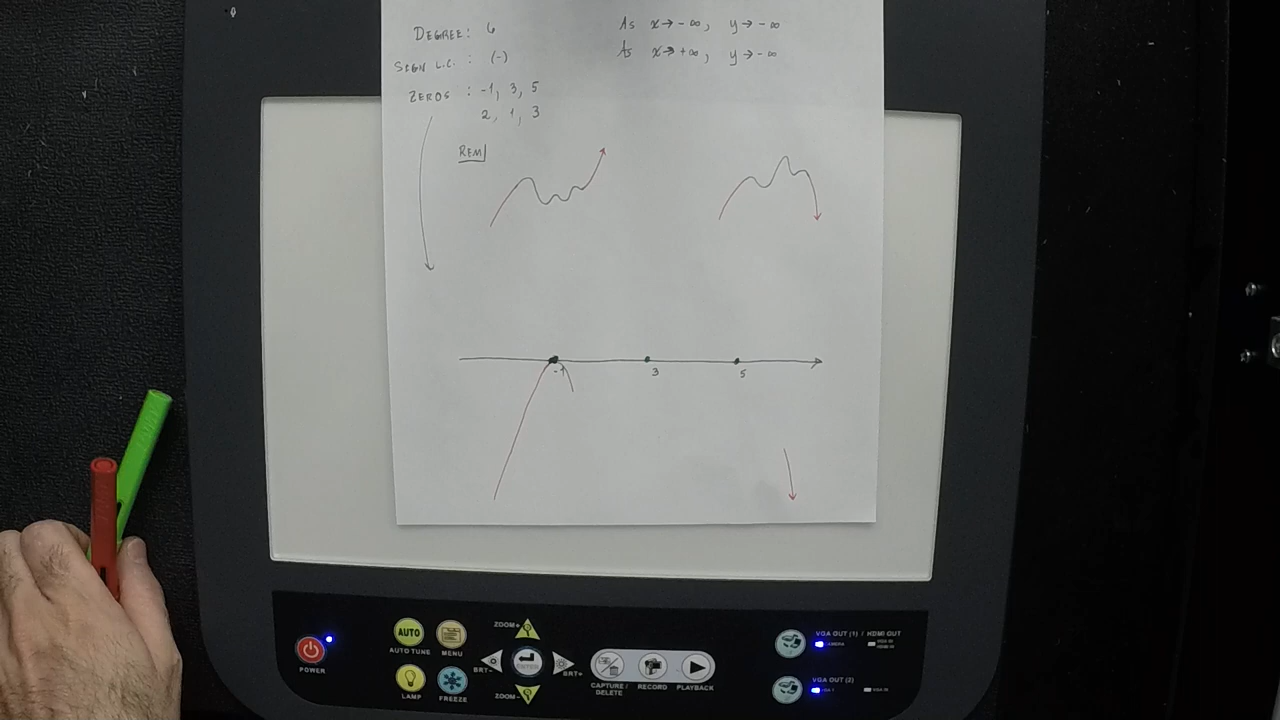 DEGREE: 6
SIGN L.C. : (-)
ZEROS : -1, 3, 5
2, 1, 3
As x→-∞, y→-∞
As x→+∞, y→-∞
REM
-1 3 5
POWER
AUTO
AUTO TUNE
MENU
LAMP
FREEZE
ZOOM+
BRT-
ENTER
BRT+
ZOOM-
CAPTURE / DELETE
RECORD
PLAYBACK
VGA OUT (1) / HDMI OUT
CAMERA
VGA OUT (2)